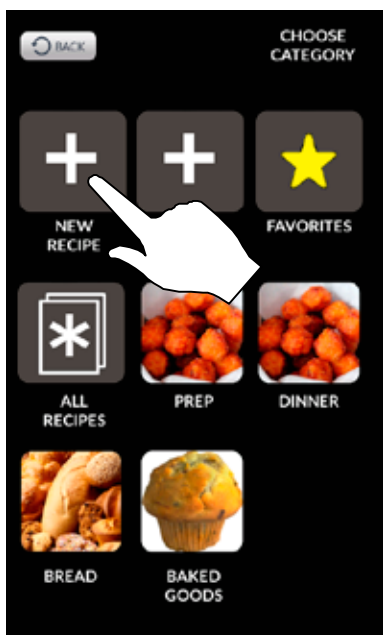 BACK
CHOOSE
CATEGORY
NEW
RECIPE
FAVORITES
ALL
RECIPES
PREP
DINNER
BREAD
BAKED
GOODS